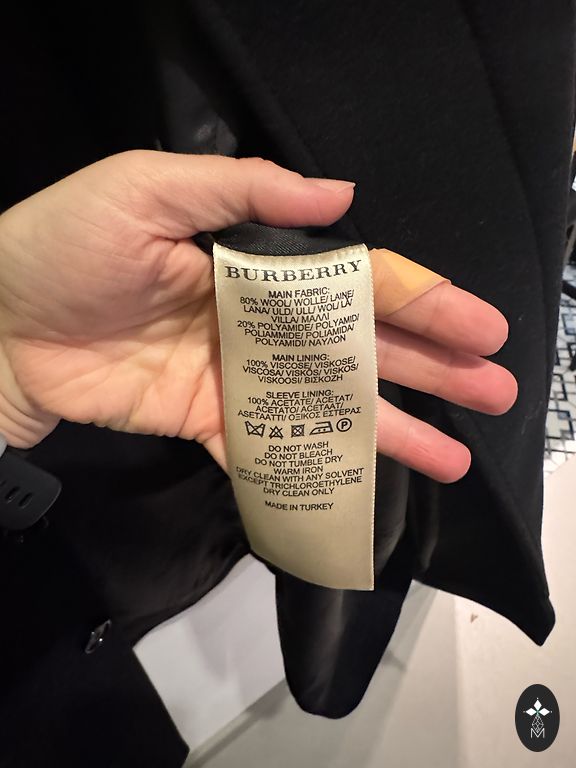 BURBERRY
MAIN FABRIC:
80% WOOL/ WOLLE/ LAINE/
LANA/ ULD/ ULL/ WOL/ LÃ/
VILLA/ ΜΑΛΛΙ
20% POLYAMIDE/ POLYAMID/
POLIAMMIDE/ POLIAMIDA/
POLYAMIDI/ ΝΑΥΛΟΝ
MAIN LINING:
100% VISCOSE/ VISKOSE/
VISCOSA/ VISKOS/ VISKOS/
VISKOOSI/ ΒΙΣΚΟΖΗ
SLEEVE LINING:
100% ACETATE/ ACETAT/
ACETATO/ ACETAAT/
ASETAATTI/ ΟΞΙΚΟΣ ΕΣΤΕΡΑΣ
P
DO NOT WASH
DO NOT BLEACH
DO NOT TUMBLE DRY
WARM IRON
DRY CLEAN WITH ANY SOLVENT
EXCEPT TRICHLOROETHYLENE
DRY CLEAN ONLY
MADE IN TURKEY
M